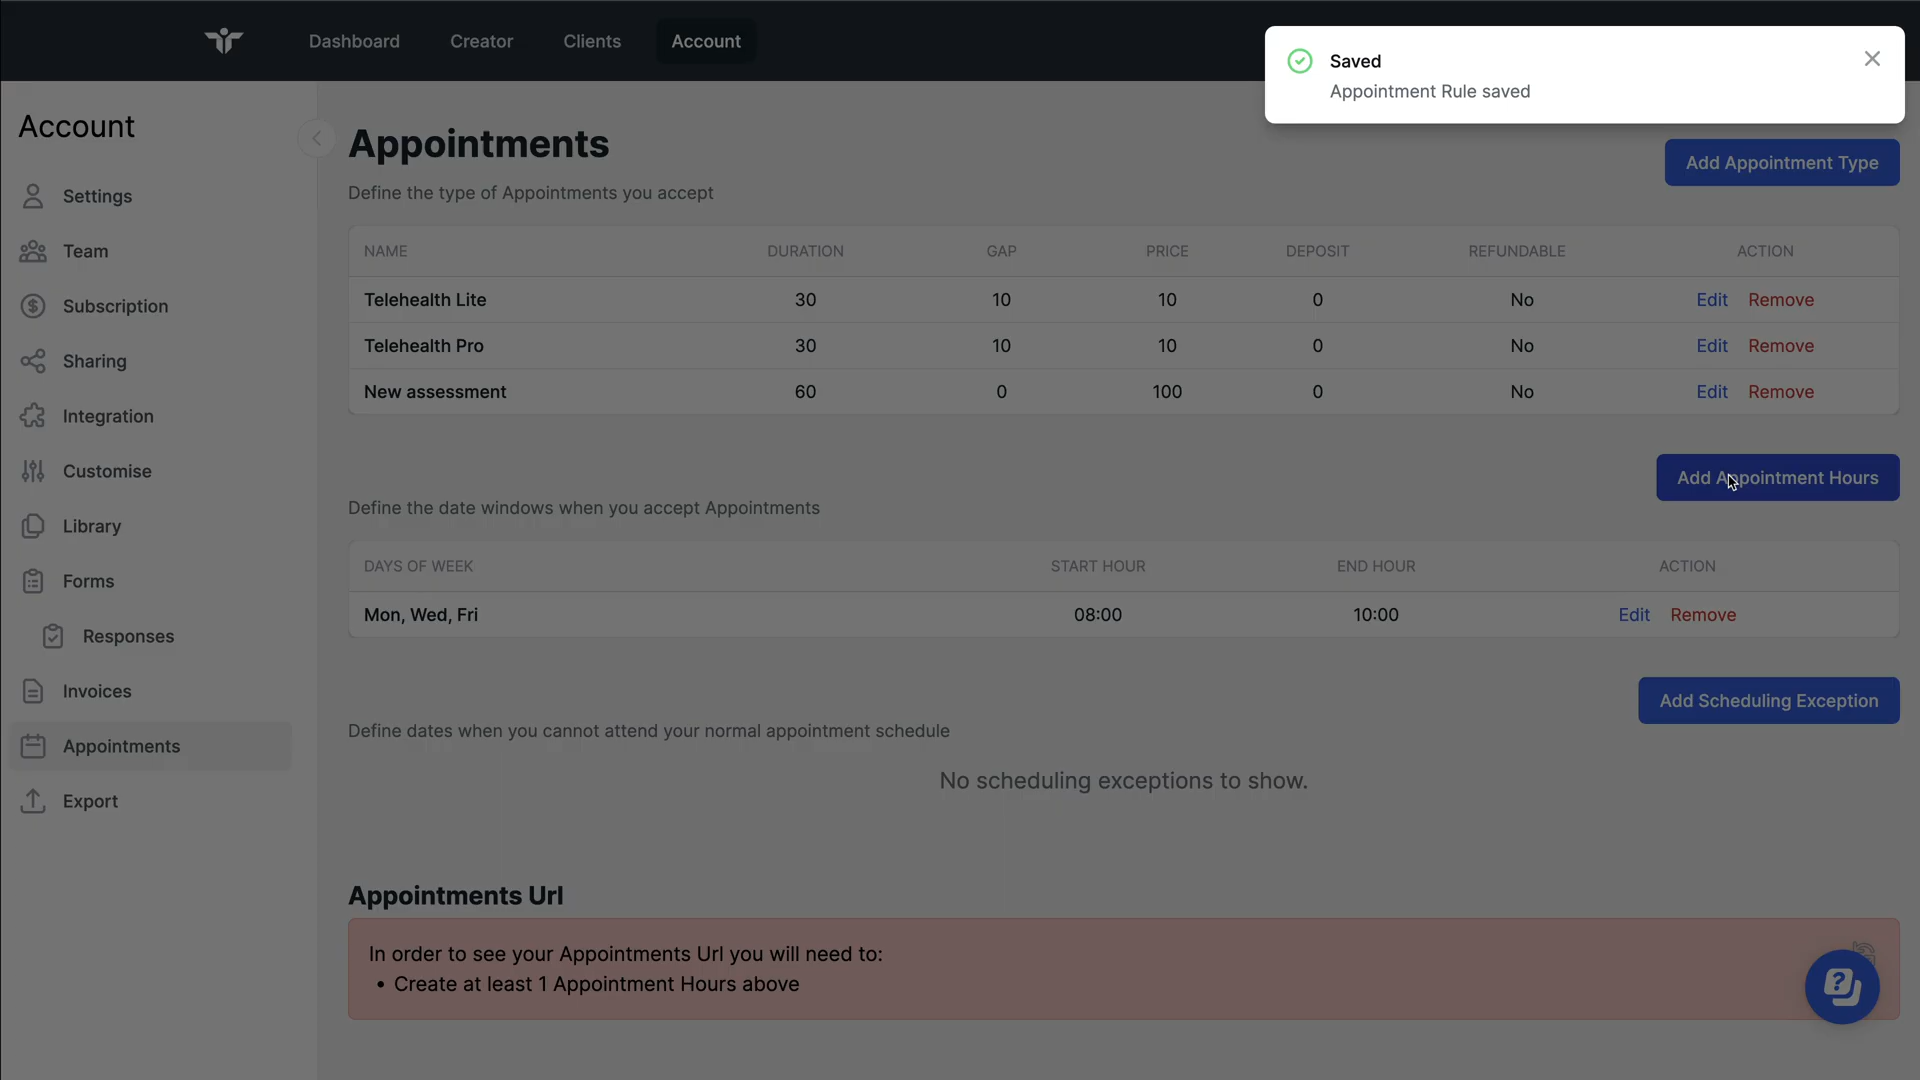 Dashboard
Creator
Clients
Account
Saved
Appointment Rule saved
Account
Settings
Team
Subscription
Sharing
Integration
Customise
Library
Forms
Responses
Invoices
Appointments
Export
Appointments
Define the type of Appointments you accept
Add Appointment Type
NAME DURATION GAP PRICE DEPOSIT REFUNDABLE ACTION
Telehealth Lite 30 10 10 0 No Edit Remove
Telehealth Pro 30 10 10 0 No Edit Remove
New assessment 60 0 100 0 No Edit Remove
Add Appointment Hours
Define the date windows when you accept Appointments
DAYS OF WEEK START HOUR END HOUR ACTION
Mon, Wed, Fri 08:00 10:00 Edit Remove
Add Scheduling Exception
Define dates when you cannot attend your normal appointment schedule
No scheduling exceptions to show.
Appointments Url
In order to see your Appointments Url you will need to:
• Create at least 1 Appointment Hours above